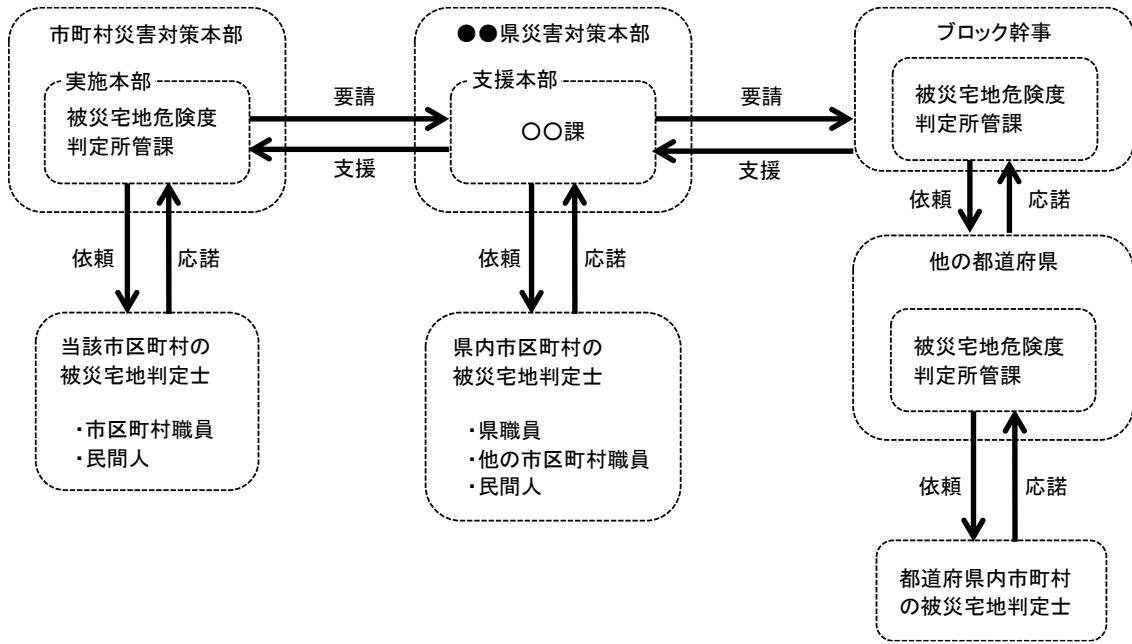 市町村災害対策本部
実施本部
被災宅地危険度
判定所管課
要請
支援
●●県災害対策本部
支援本部
〇〇課
要請
支援
ブロック幹事
被災宅地危険度
判定所管課
依頼
応諾
依頼
応諾
依頼
応諾
他の都道府県
被災宅地危険度
判定所管課
当該市区町村の
被災宅地判定士
・市区町村職員
・民間人
県内市区町村の
被災宅地判定士
・県職員
・他の市区町村職員
・民間人
依頼
応諾
都道府県内市町村
の被災宅地判定士